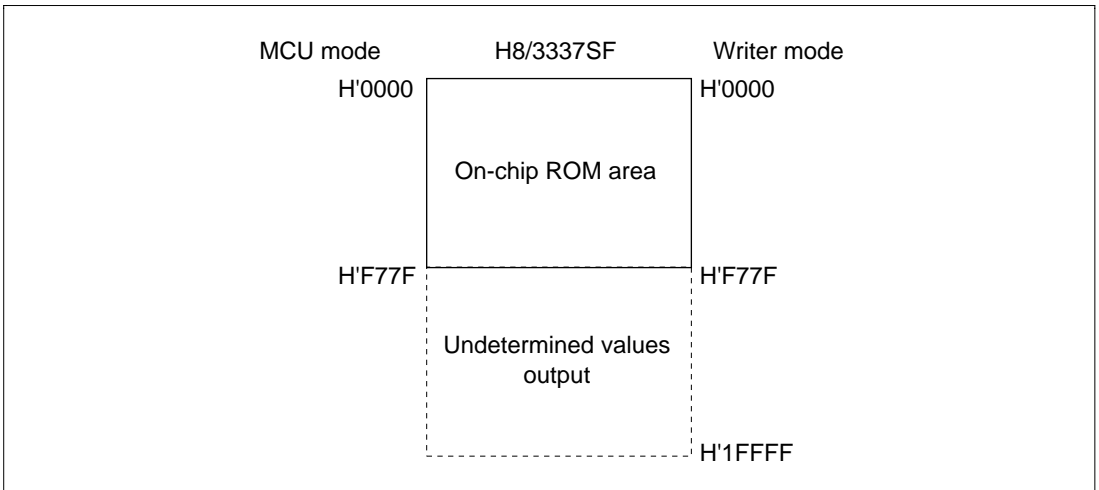 MCU mode H8/3337SF Writer mode
H'0000 H'0000
On-chip ROM area
H'F77F H'F77F
Undetermined values
output
H'1FFFF